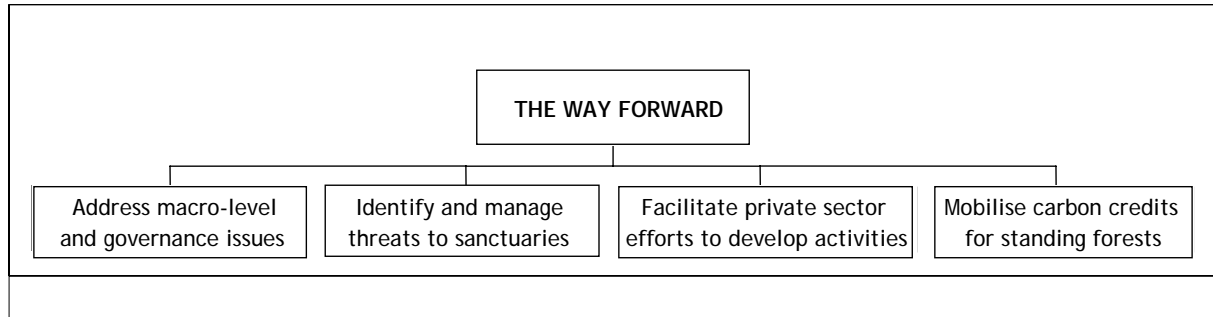 THE WAY FORWARD
Address macro-level
and governance issues
Identify and manage
threats to sanctuaries
Facilitate private sector
efforts to develop activities
Mobilise carbon credits
for standing forests